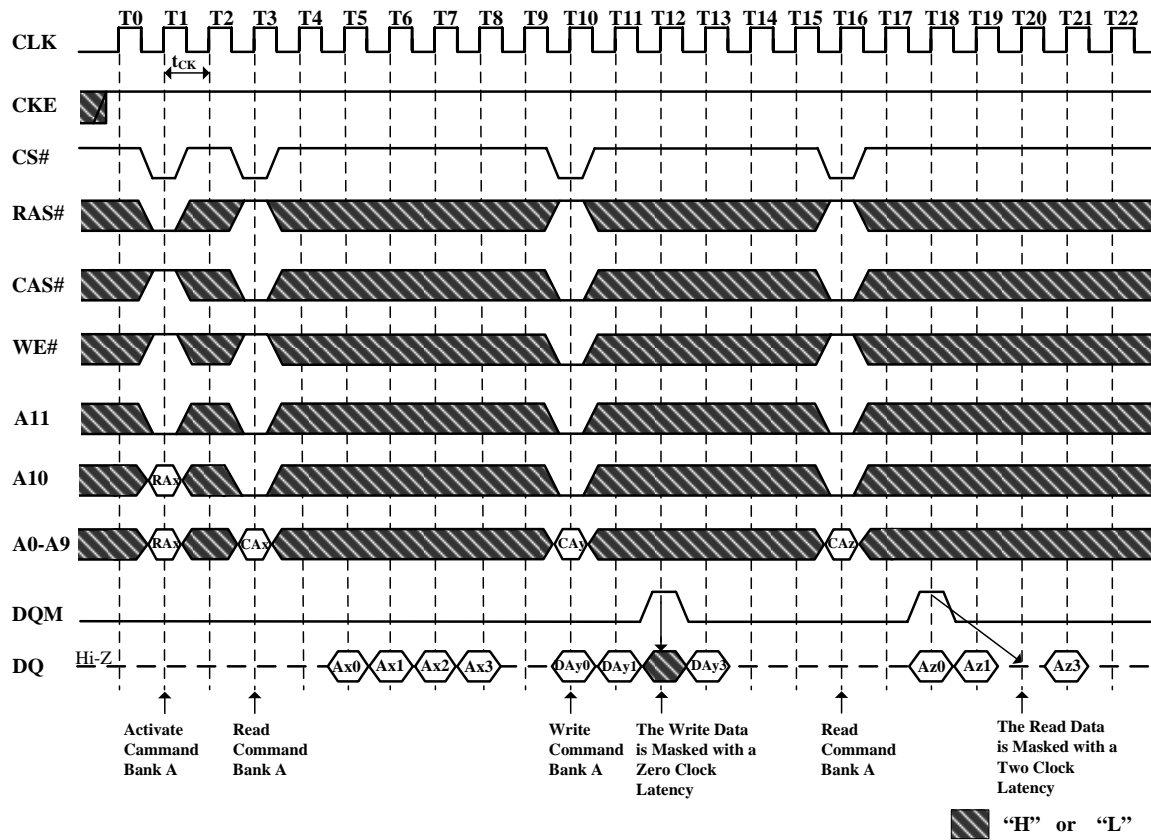 T0 T1 T2 T3 T4 T5 T6 T7 T8 T9 T10 T11 T12 T13 T14 T15 T16 T17 T18 T19 T20 T21 T22
CLK
tCK
CKE
CS#
RAS#
CAS#
WE#
A11
A10 RAx
A0-A9 RAx CAx CAy CAz
DQM
DQ Hi-Z Ax0 Ax1 Ax2 Ax3 DAy0 DAy1 DAy3 Az0 Az1 Az3
Activate
Cammand
Bank A
Read
Command
Bank A
Write
Command
Bank A
The Write Data
is Masked with a
Zero Clock
Latency
Read
Command
Bank A
The Read Data
is Masked with a
Two Clock
Latency
“H” or “L”